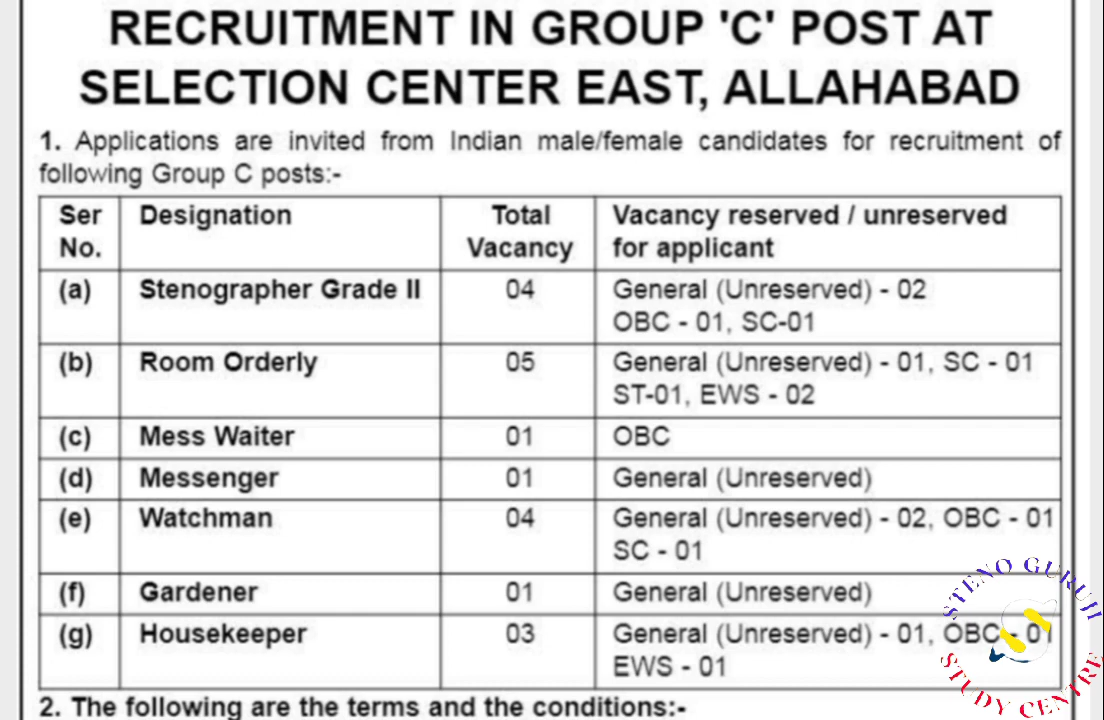 RECRUITMENT IN GROUP 'C' POST AT
SELECTION CENTER EAST, ALLAHABAD
1. Applications are invited from Indian male/female candidates for recruitment of
following Group C posts:-
Ser No. Designation Total Vacancy Vacancy reserved / unreserved for applicant
(a) Stenographer Grade II 04 General (Unreserved) - 02
OBC - 01, SC-01
(b) Room Orderly 05 General (Unreserved) - 01, SC - 01
ST-01, EWS - 02
(c) Mess Waiter 01 OBC
(d) Messenger 01 General (Unreserved)
(e) Watchman 04 General (Unreserved) - 02, OBC - 01
SC - 01
(f) Gardener 01 General (Unreserved)
(g) Housekeeper 03 General (Unreserved) - 01, OBC - 01
EWS - 01
2. The following are the terms and the conditions:-
STENO GURUJI
STUDY CENTRE